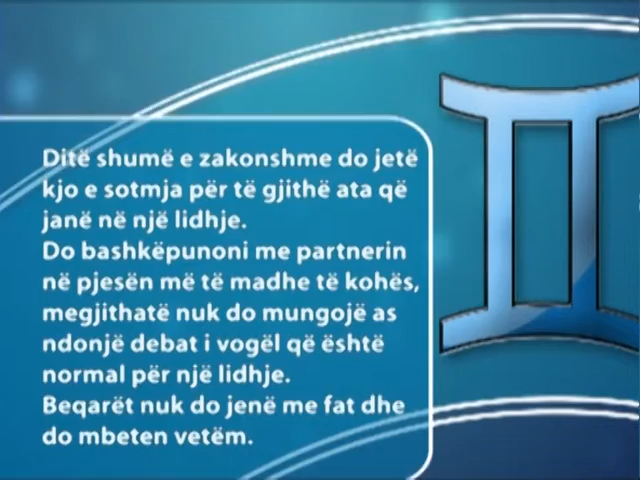 Ditë shumë e zakonshme do jetë
kjo e sotmja për të gjithë ata që
janë në një lidhje.
Do bashkëpunoni me partnerin
në pjesën më të madhe të kohës,
megjithatë nuk do mungojë as
ndonjë debat i vogël që është
normal për një lidhje.
Beqarët nuk do jenë me fat dhe
do mbeten vetëm.